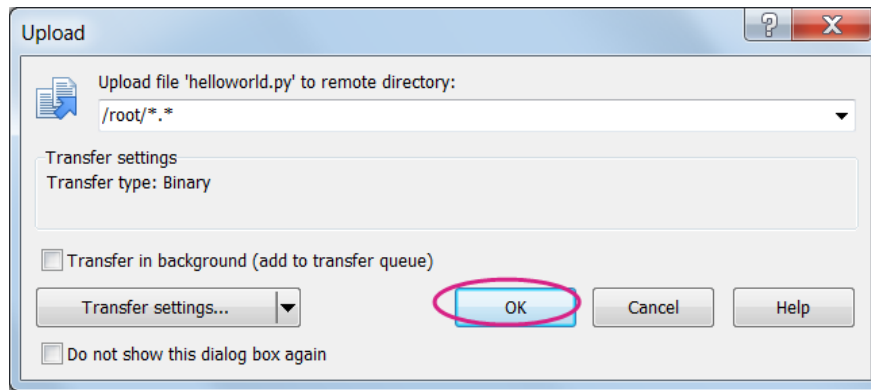 Upload
Upload file 'helloworld.py' to remote directory:
/root/*.*
Transfer settings
Transfer type: Binary
Transfer in background (add to transfer queue)
Transfer settings...
OK
Cancel
Help
Do not show this dialog box again